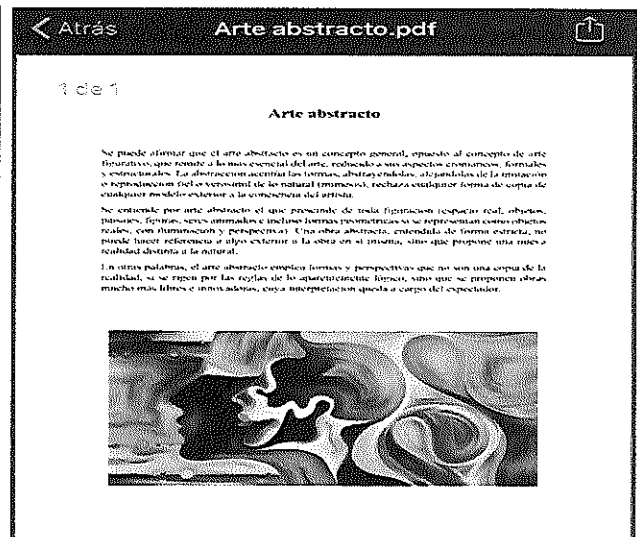 Atrás
Arte abstracto.pdf
1 de 1
Arte abstracto
Se puede afirmar que el arte abstracto es un concepto general, opuesto al concepto de arte
figurativo, que remite a lo más esencial del arte, reducido a sus aspectos cromáticos, formales
y estructurales. La abstracción acentúa las formas, abstrayéndolas, alejándolas de la imitación
o reproducción fiel o verosímil de lo natural (mímesis), rechaza cualquier forma de copia de
cualquier modelo exterior a la conciencia del artista.
Se entiende por arte abstracto el que prescinde de toda figuración (espacio real, objetos,
paisajes, figuras, seres animados e incluso formas geométricas si se representan como objetos
reales, con iluminación y perspectiva). Una obra abstracta, entendida de forma estricta, no
puede hacer referencia a algo exterior a la obra en sí misma, sino que propone una nueva
realidad distinta a la natural.
En otras palabras, el arte abstracto emplea formas y perspectivas que no son una copia de la
realidad, si se rigen por las reglas de lo aparentemente lógico, sino que se proponen obras
mucho más libres e innovadoras, cuya interpretación queda a cargo del espectador.